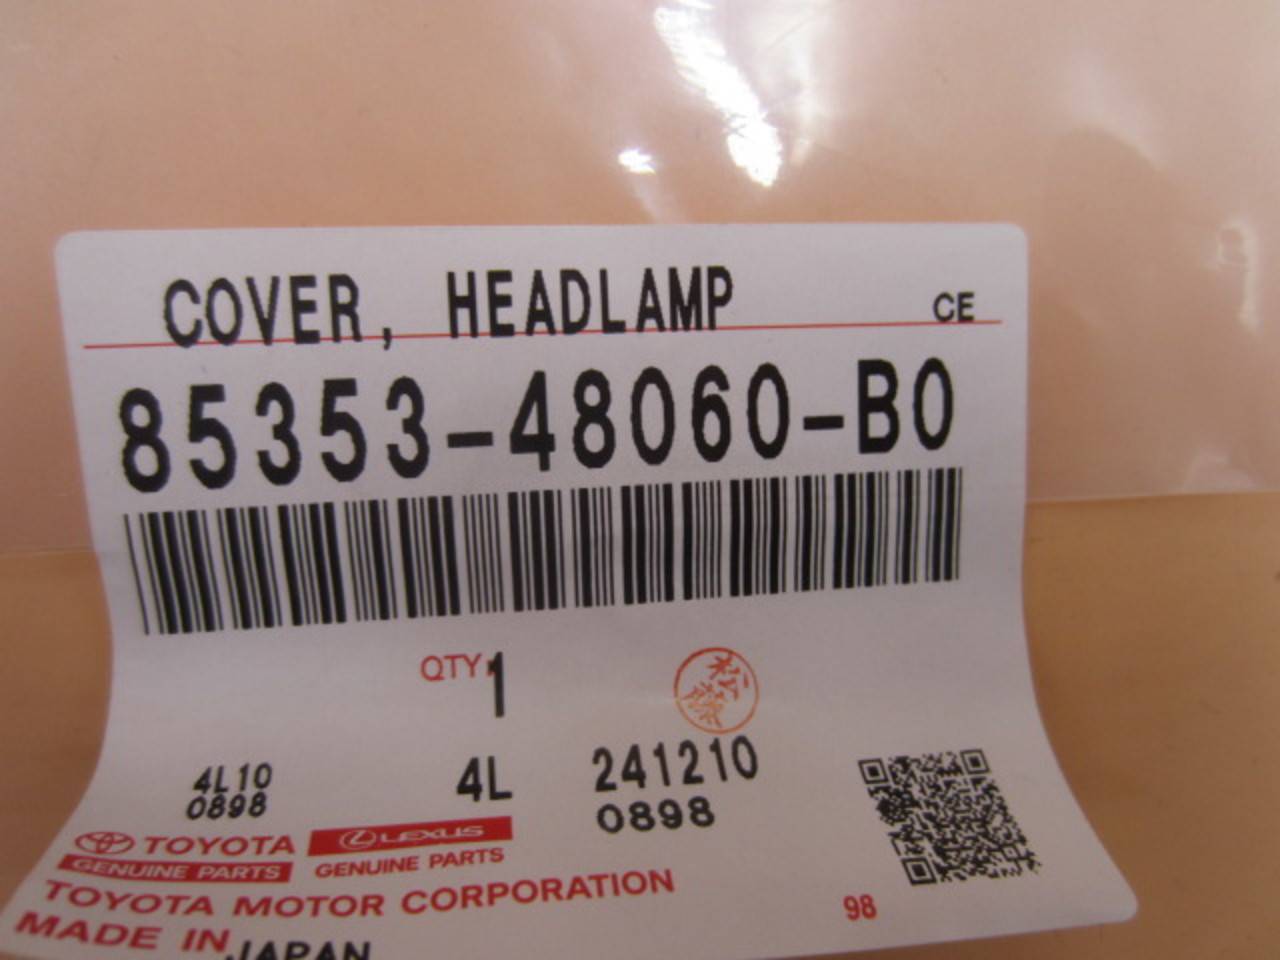 COVER, HEADLAMP
CE
85353-48060-B0
QTY 1
4L10
0898
4L
241210
0898
TOYOTA
GENUINE PARTS
LEXUS
GENUINE PARTS
TOYOTA MOTOR CORPORATION
98
MADE IN JAPAN